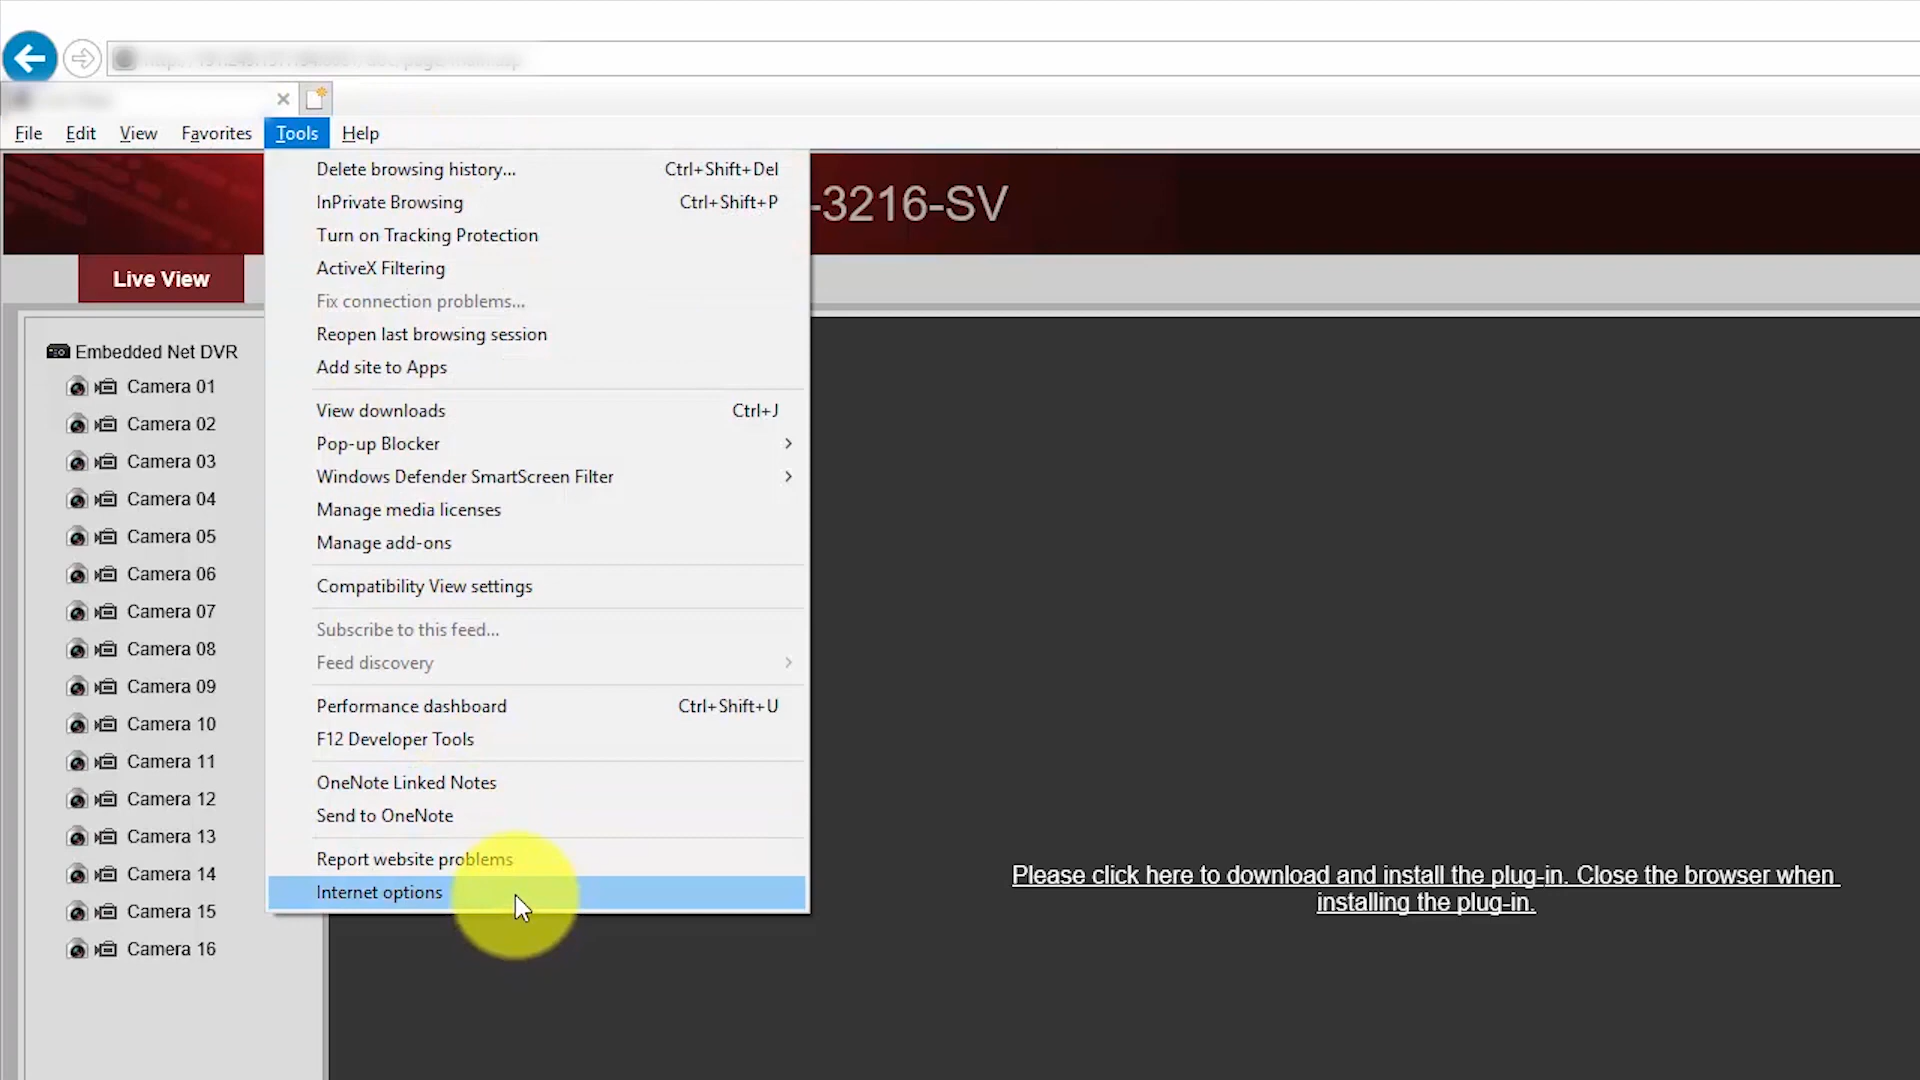 File Edit View Favorites Tools Help
Delete browsing history... Ctrl+Shift+Del
InPrivate Browsing Ctrl+Shift+P
Turn on Tracking Protection
ActiveX Filtering
Fix connection problems...
Reopen last browsing session
Add site to Apps
View downloads Ctrl+J
Pop-up Blocker
Windows Defender SmartScreen Filter
Manage media licenses
Manage add-ons
Compatibility View settings
Subscribe to this feed...
Feed discovery
Performance dashboard Ctrl+Shift+U
F12 Developer Tools
OneNote Linked Notes
Send to OneNote
Report website problems
Internet options
-3216-SV
Live View
Embedded Net DVR
Camera 01
Camera 02
Camera 03
Camera 04
Camera 05
Camera 06
Camera 07
Camera 08
Camera 09
Camera 10
Camera 11
Camera 12
Camera 13
Camera 14
Camera 15
Camera 16
Please click here to download and install the plug-in. Close the browser when
installing the plug-in.